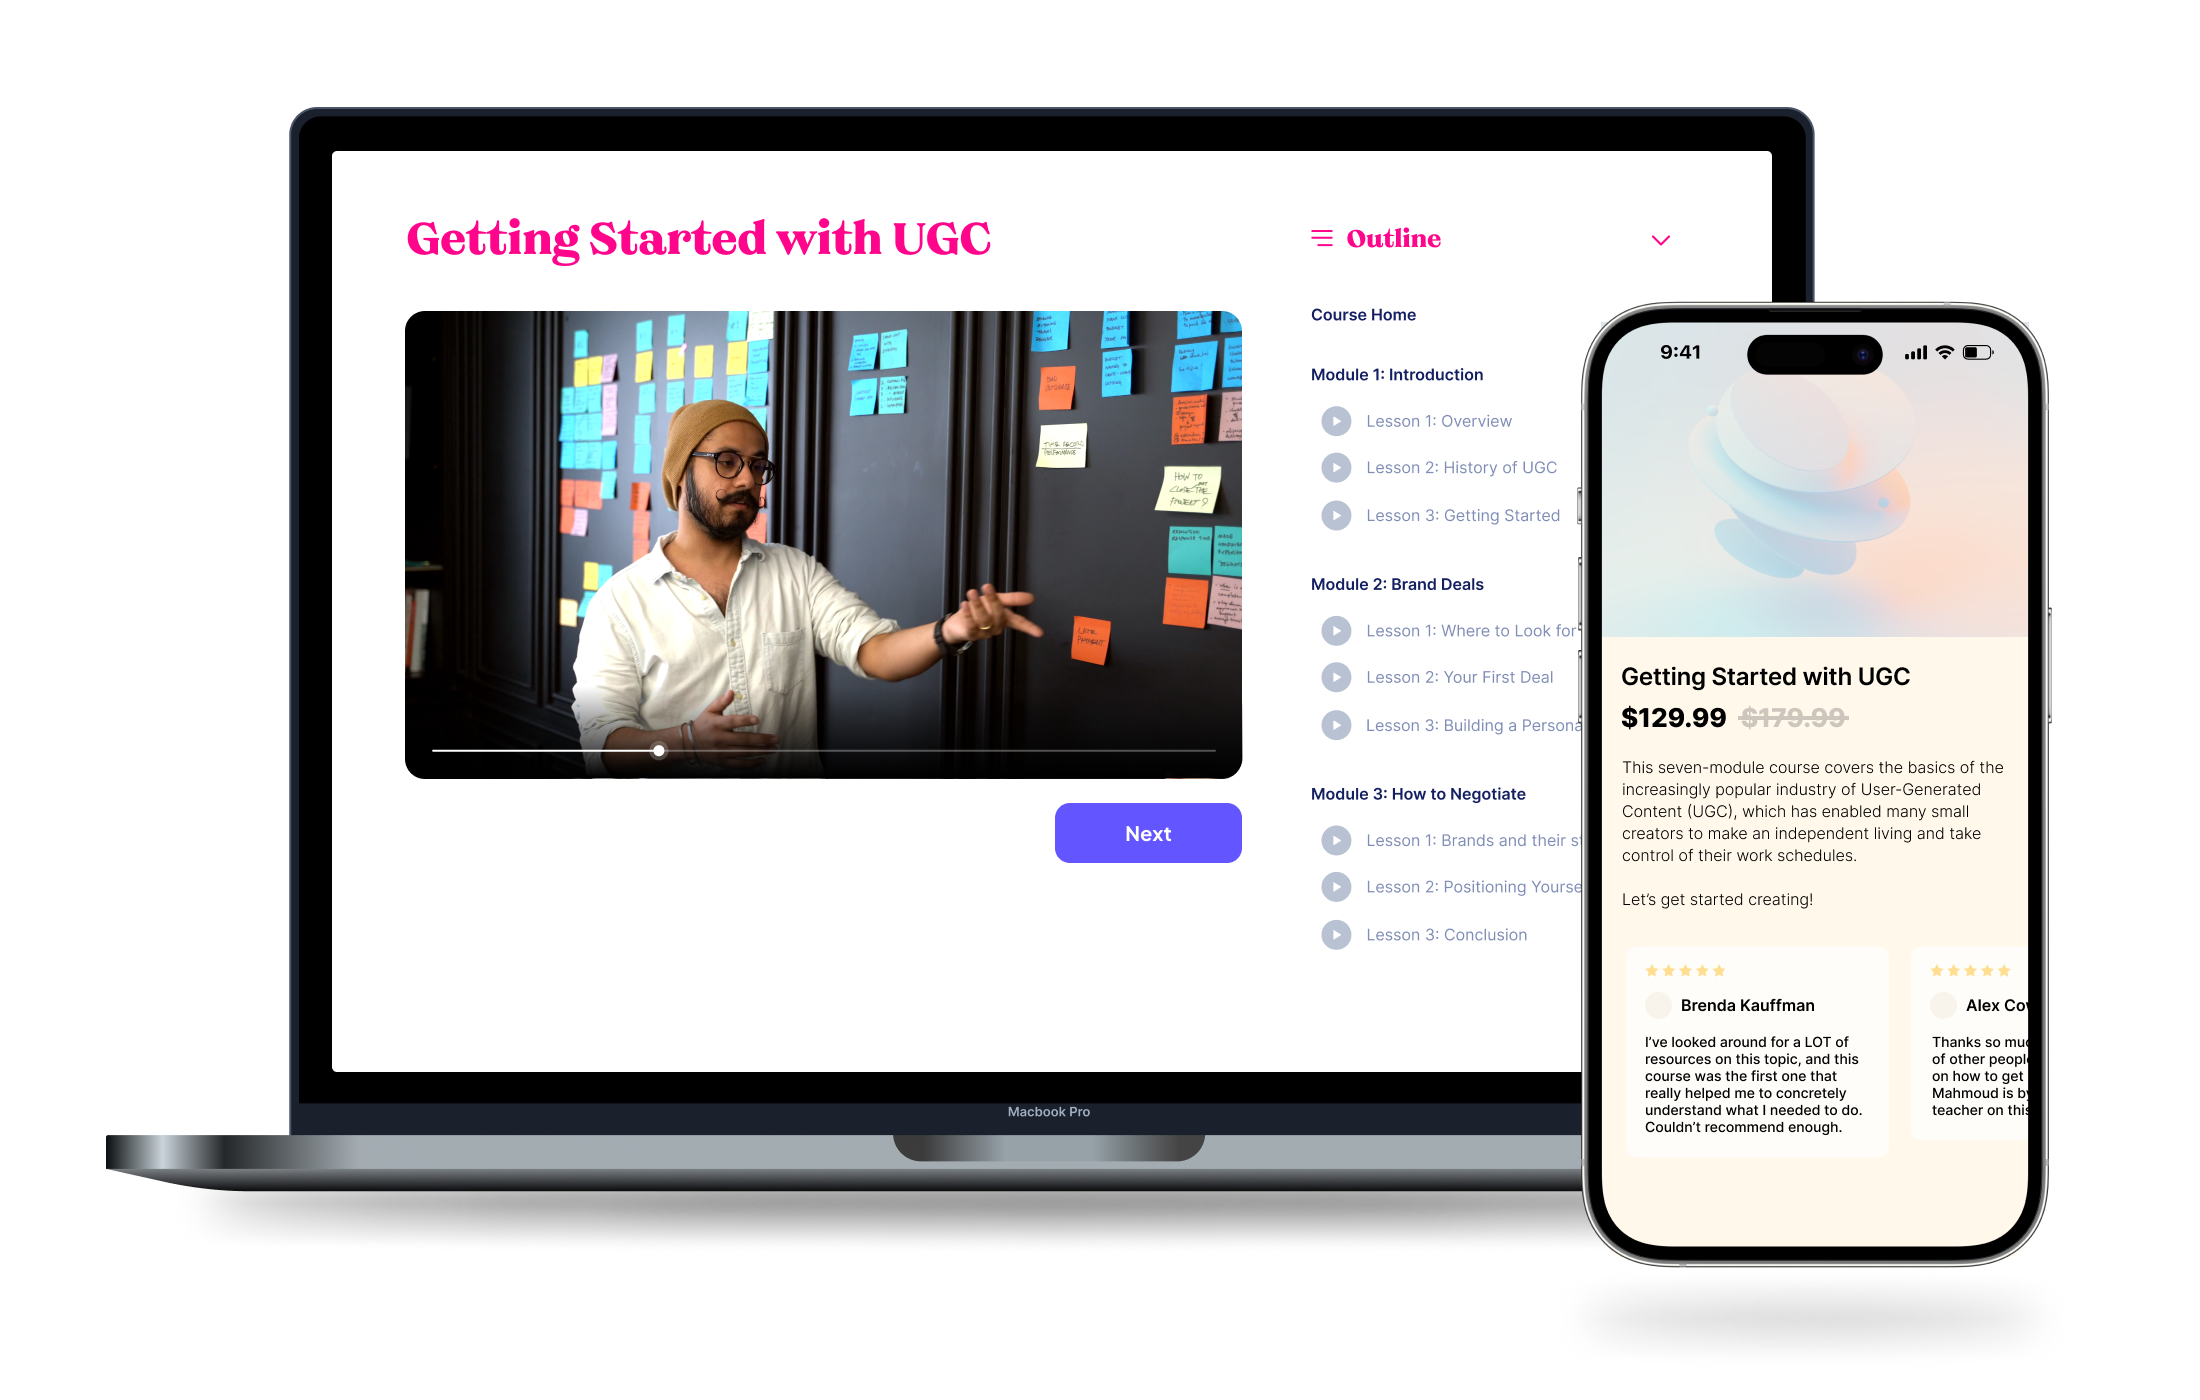 Getting Started with UGC
Outline
Course Home
Module 1: Introduction
Lesson 1: Overview
Lesson 2: History of UGC
Lesson 3: Getting Started
Module 2: Brand Deals
Lesson 1: Where to Look for
Lesson 2: Your First Deal
Lesson 3: Building a
Module 3: How to Negotiate
Lesson 1: Brands and their
Lesson 2: Positioning
Lesson 3: Conclusion
HOW TO
Next
Macbook Pro
9:41
Getting Started with UGC
$129.99 $179.99
This seven-module course covers the basics of the
increasingly popular industry of User-Generated
Content (UGC), which has enabled many small
creators to make an independent living and take
control of their work schedules.
Let's get started creating!
Brenda Kauffman
I've looked around for a LOT of
resources on this topic, and this
course was the first one that
really helped me to concretely
understand what I needed to do.
Couldn't recommend enough.
Alex
Thanks so
of other
on how to get
Mahmoud is
teacher on